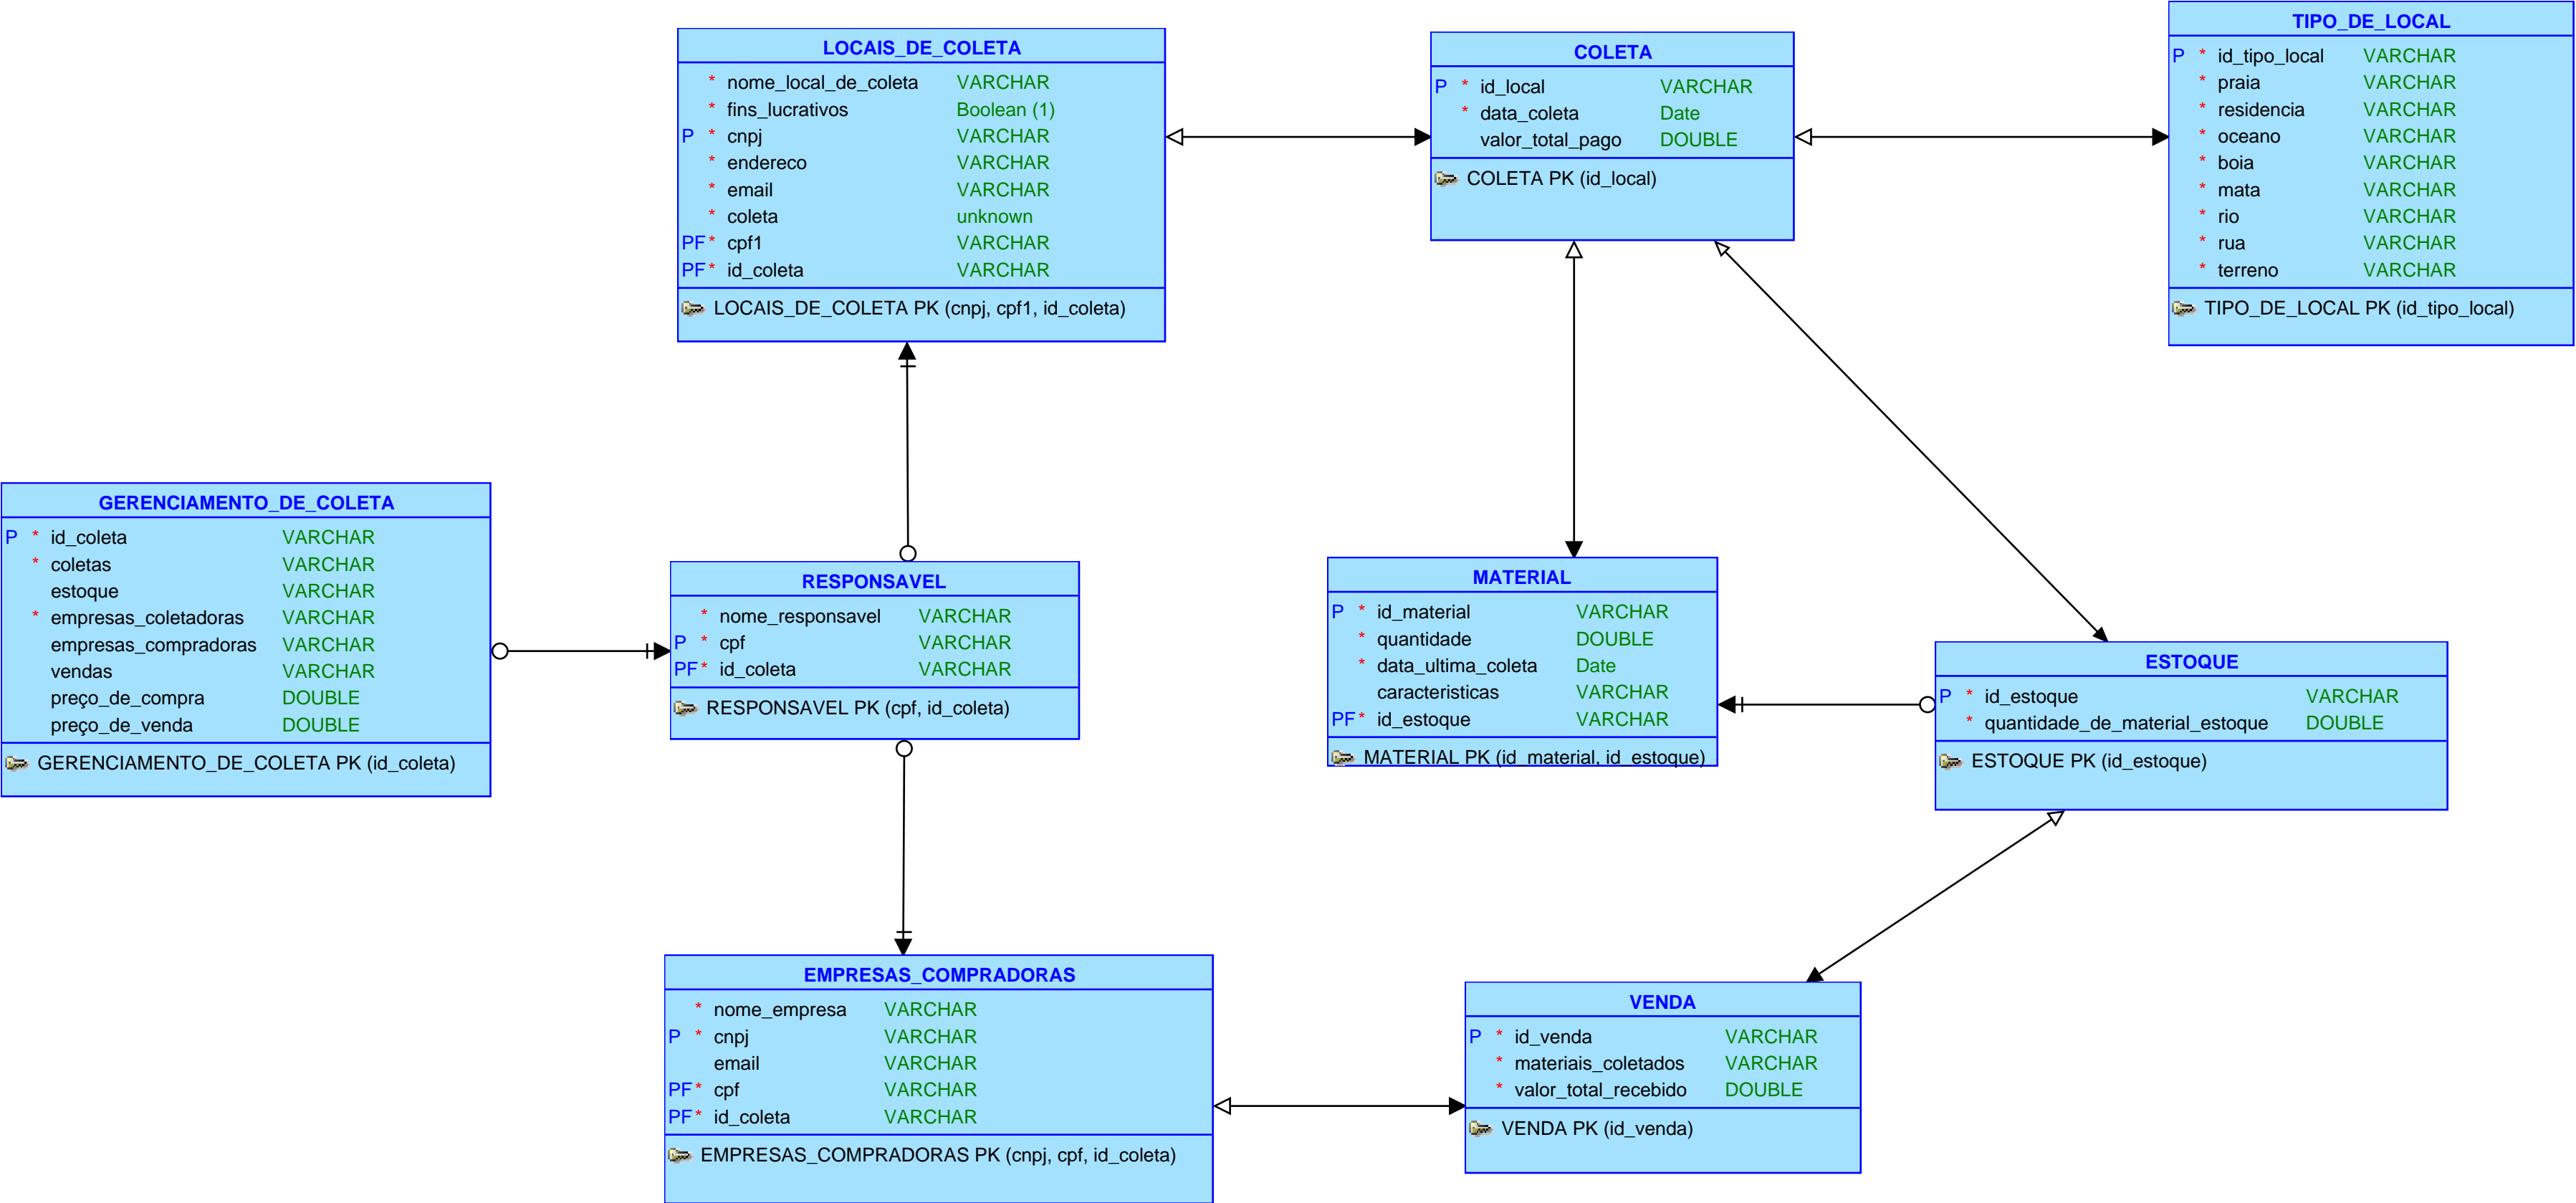 LOCAIS_DE_COLETA
* nome_local_de_coleta VARCHAR
* fins_lucrativos Boolean (1)
P * cnpj VARCHAR
* endereco VARCHAR
* email VARCHAR
* coleta unknown
PF * cpf1 VARCHAR
PF * id_coleta VARCHAR
LOCAIS_DE_COLETA PK (cnpj, cpf1, id_coleta)
COLETA
P * id_local VARCHAR
* data_coleta Date
valor_total_pago DOUBLE
COLETA PK (id_local)
TIPO_DE_LOCAL
P * id_tipo_local VARCHAR
* praia VARCHAR
* residencia VARCHAR
* oceano VARCHAR
* boia VARCHAR
* mata VARCHAR
* rio VARCHAR
* rua VARCHAR
* terreno VARCHAR
TIPO_DE_LOCAL PK (id_tipo_local)
GERENCIAMENTO_DE_COLETA
P * id_coleta VARCHAR
* coletas VARCHAR
estoque VARCHAR
* empresas_coletadoras VARCHAR
empresas_compradoras VARCHAR
vendas VARCHAR
preço_de_compra DOUBLE
preço_de_venda DOUBLE
GERENCIAMENTO_DE_COLETA PK (id_coleta)
RESPONSAVEL
* nome_responsavel VARCHAR
P * cpf VARCHAR
PF * id_coleta VARCHAR
RESPONSAVEL PK (cpf, id_coleta)
MATERIAL
P * id_material VARCHAR
* quantidade DOUBLE
* data_ultima_coleta Date
caracteristicas VARCHAR
PF * id_estoque VARCHAR
MATERIAL PK (id_material, id_estoque)
ESTOQUE
P * id_estoque VARCHAR
* quantidade_de_material_estoque DOUBLE
ESTOQUE PK (id_estoque)
EMPRESAS_COMPRADORAS
* nome_empresa VARCHAR
P * cnpj VARCHAR
email VARCHAR
PF * cpf VARCHAR
PF * id_coleta VARCHAR
EMPRESAS_COMPRADORAS PK (cnpj, cpf, id_coleta)
VENDA
P * id_venda VARCHAR
* materiais_coletados VARCHAR
* valor_total_recebido DOUBLE
VENDA PK (id_venda)